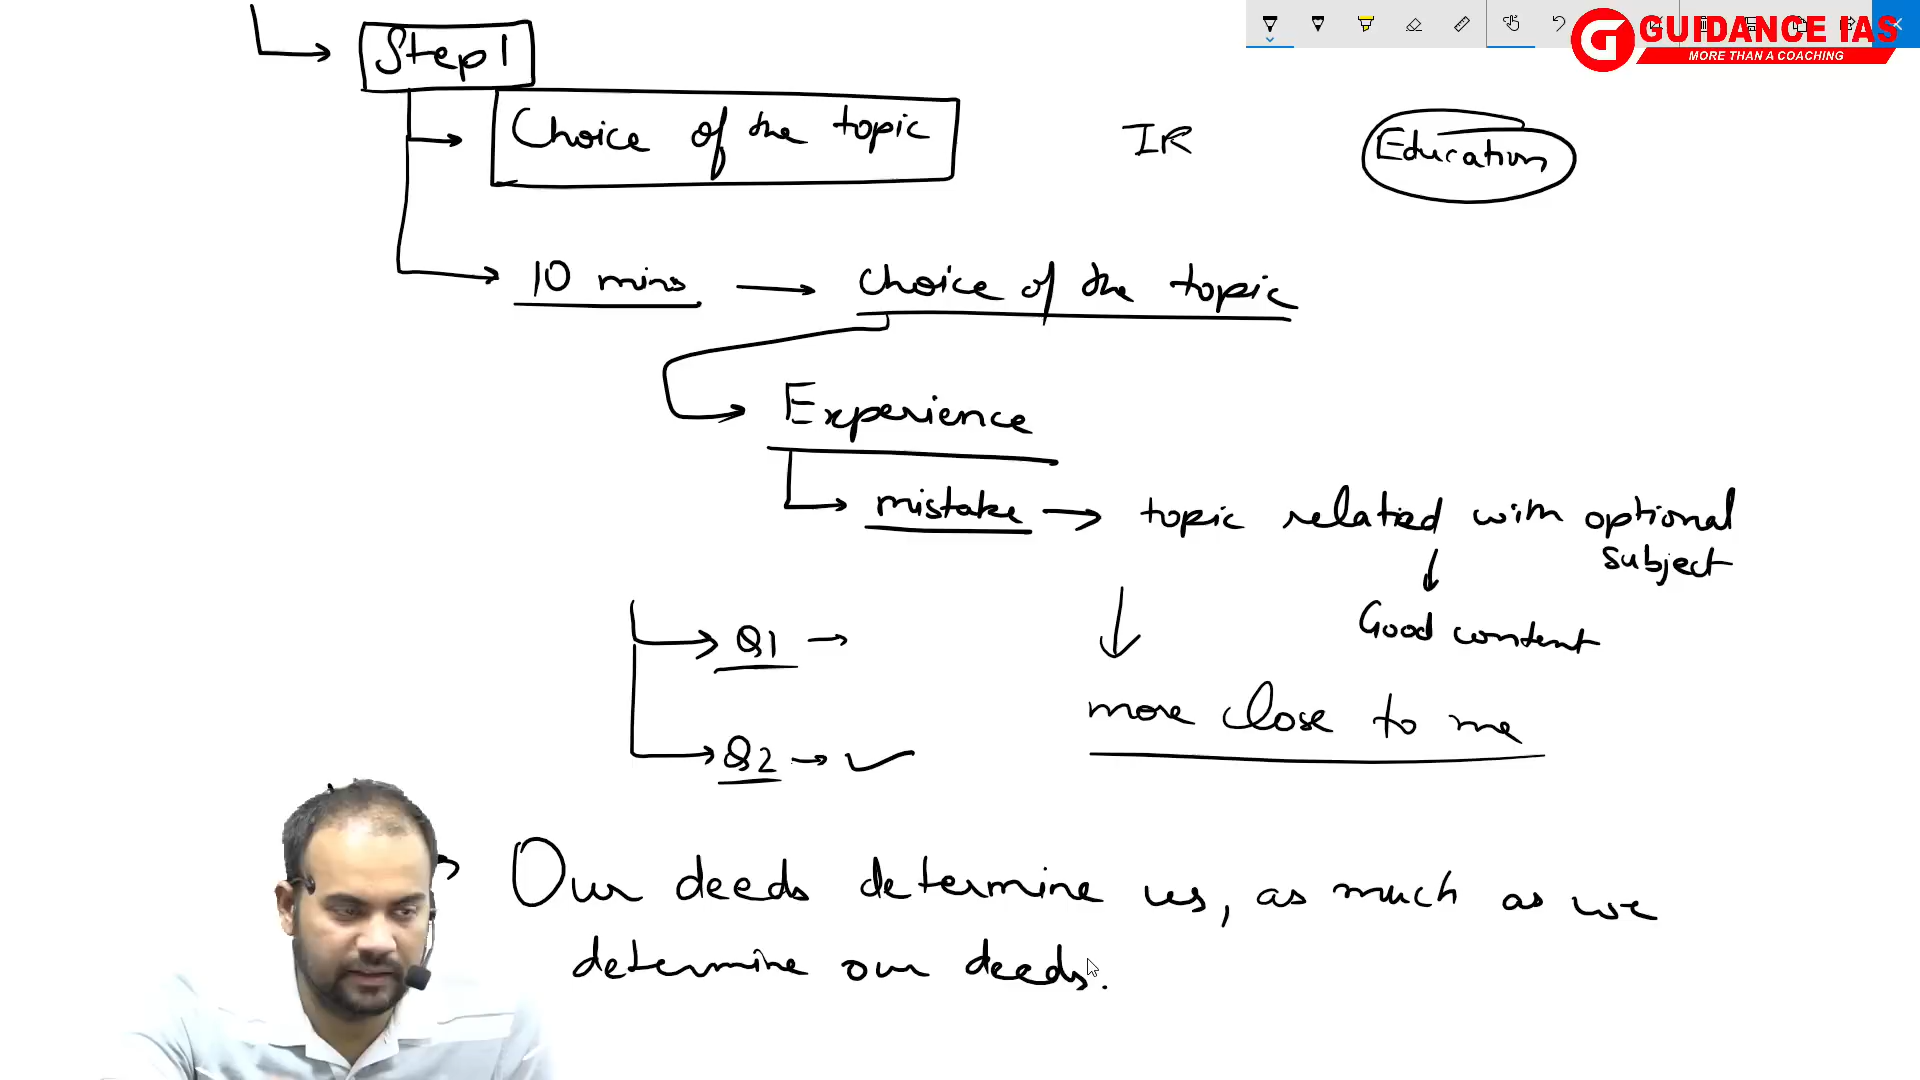 Step 1
GUIDANCE IAS
MORE THAN A COACHING
Choice of the topic
IR
Education
10 mins → choice of the topic
Experience
mistake → topic related with optional
subject
Good content
Q1 →
more close to me
Q2 → ✓
Our deeds determine us, as much as we
determine our deeds.